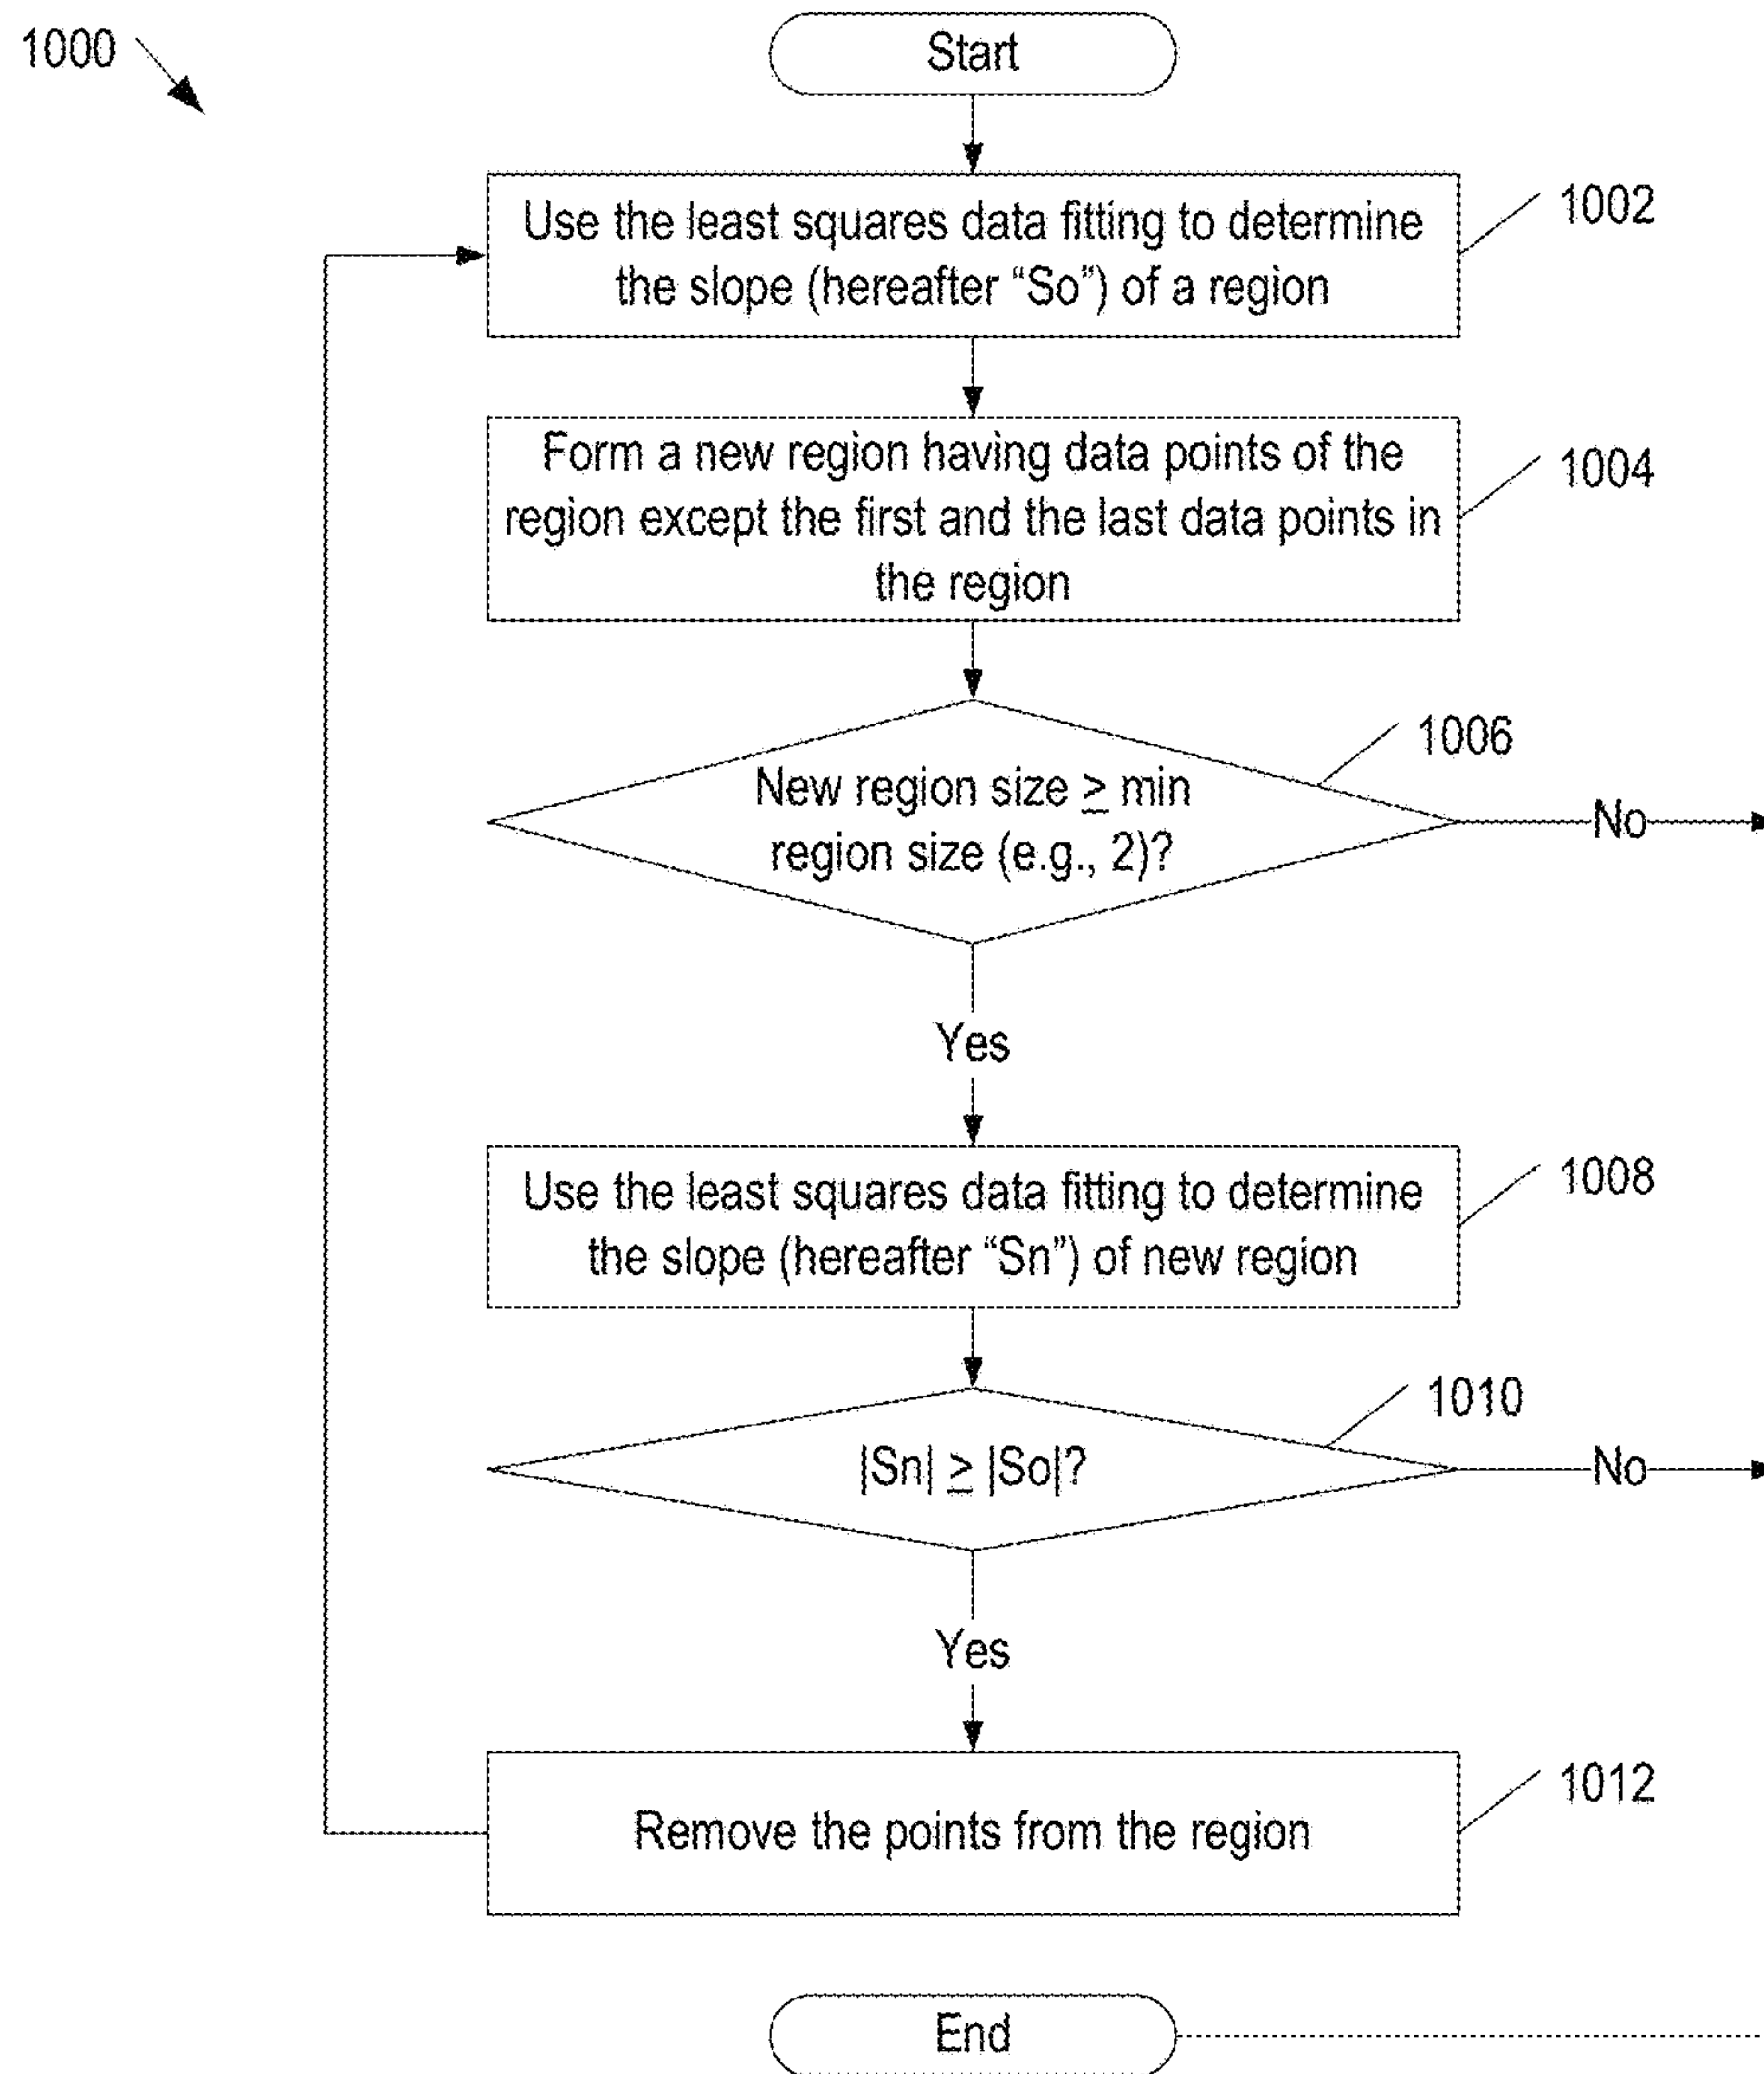 1000
Start
Use the least squares data fitting to determine
the slope (hereafter “So”) of a region
1002
Form a new region having data points of the
region except the first and the last data points in
the region
1004
New region size ≥ min
region size (e.g., 2)?
1006
No
Yes
Use the least squares data fitting to determine
the slope (hereafter “Sn”) of new region
1008
|Sn| ≥ |So|?
1010
No
Yes
Remove the points from the region
1012
End